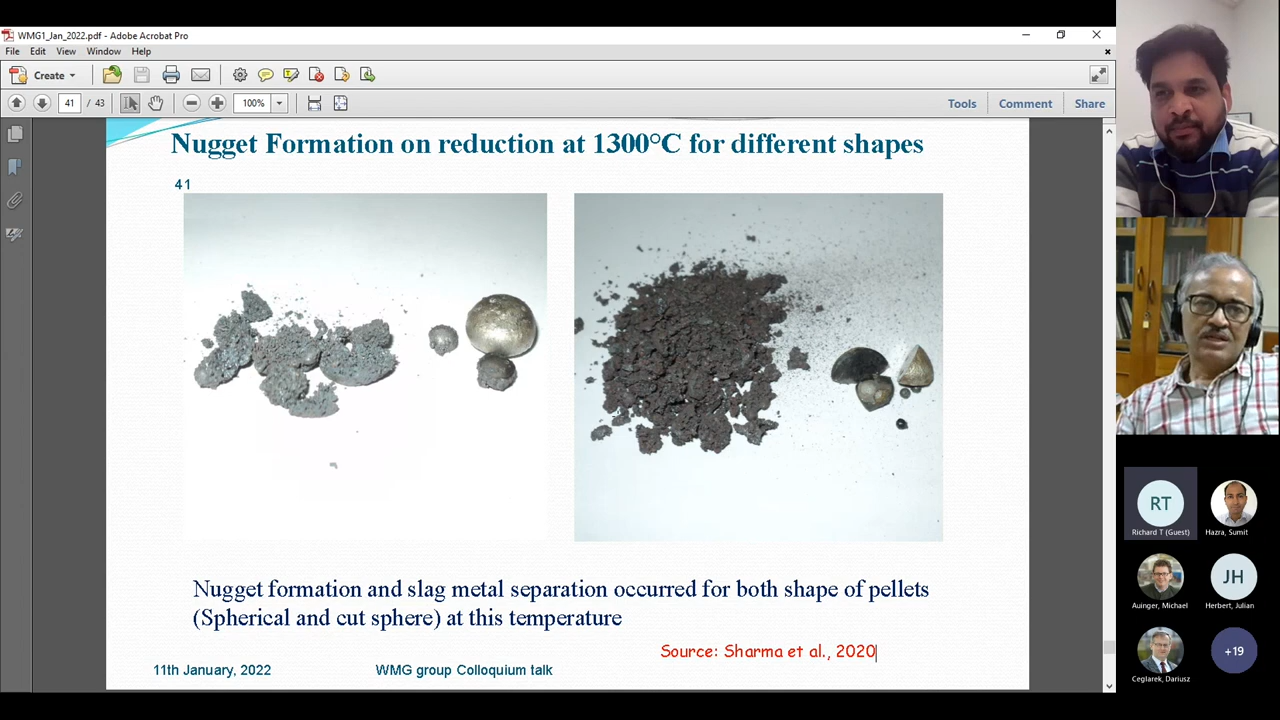 WMG1_Jan_2022.pdf - Adobe Acrobat Pro
File Edit View Window Help
Create
41 / 43
100%
Tools Comment Share
Nugget Formation on reduction at 1300°C for different shapes
41
Nugget formation and slag metal separation occurred for both shape of pellets
(Spherical and cut sphere) at this temperature
Source: Sharma et al., 2020
11th January, 2022 WMG group Colloquium talk
RT
Richard T (Guest)
Hazra, Sumit
Auinger, Michael
JH
Herbert, Julian
Ceglarek, Dariusz
+19